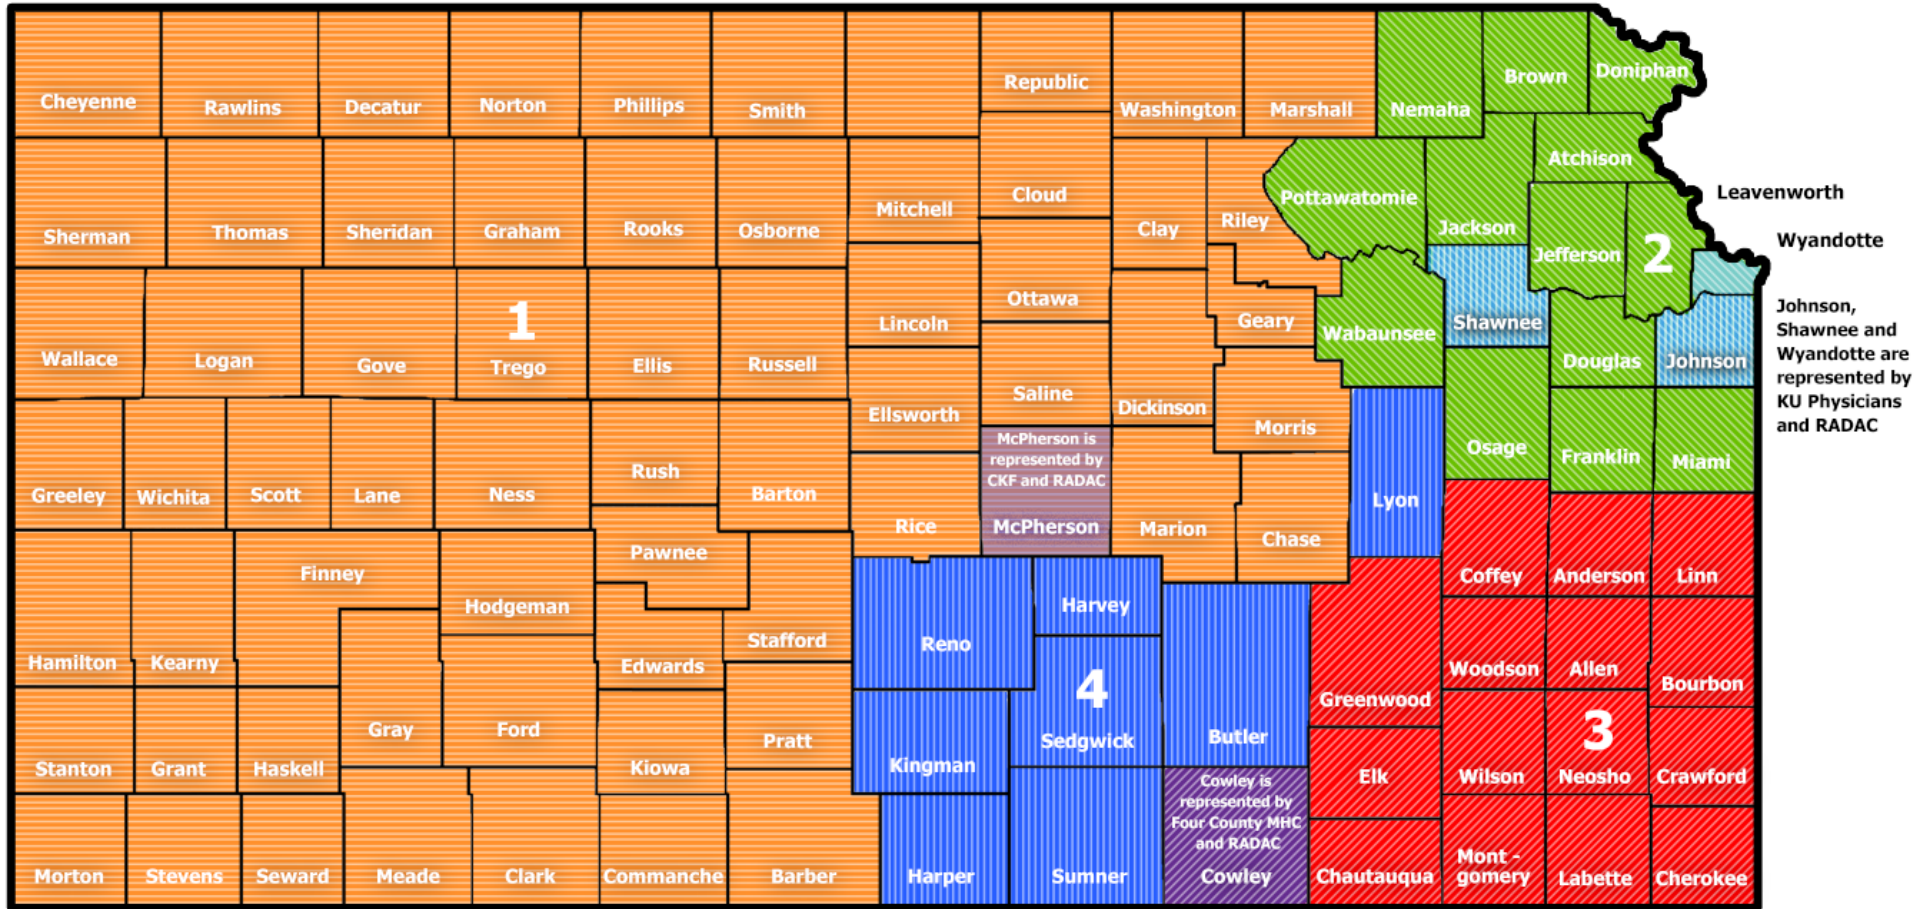 Cheyenne
Rawlins
Decatur
Norton
Phillips
Smith
Republic
Washington
Marshall
Nemaha
Brown
Doniphan
Atchison
Leavenworth
Wyandotte
Sherman
Thomas
Sheridan
Graham
Rooks
Osborne
Mitchell
Cloud
Clay
Riley
Pottawatomie
Jackson
Jefferson
2
Wallace
Logan
Gove
1
Trego
Ellis
Russell
Lincoln
Ottawa
Saline
Dickinson
Geary
Wabaunsee
Shawnee
Douglas
Johnson
Johnson,
Shawnee and
Wyandotte are
represented by
KU Physicians
and RADAC
Greeley
Wichita
Scott
Lane
Ness
Rush
Barton
Ellsworth
Rice
McPherson is
represented by
CKF and RADAC
McPherson
Marion
Morris
Chase
Lyon
Osage
Franklin
Miami
Hamilton
Kearny
Finney
Hodgeman
Pawnee
Edwards
Stafford
Reno
Harvey
4
Sedgwick
Butler
Greenwood
Coffey
Anderson
Linn
Woodson
Allen
Bourbon
Stanton
Grant
Haskell
Gray
Ford
Kiowa
Pratt
Kingman
Cowley is
represented by
Four County MHC
and RADAC
Cowley
Elk
Wilson
3
Neosho
Crawford
Morton
Stevens
Seward
Meade
Clark
Commanche
Barber
Harper
Sumner
Chautauqua
Mont -
gomery
Labette
Cherokee